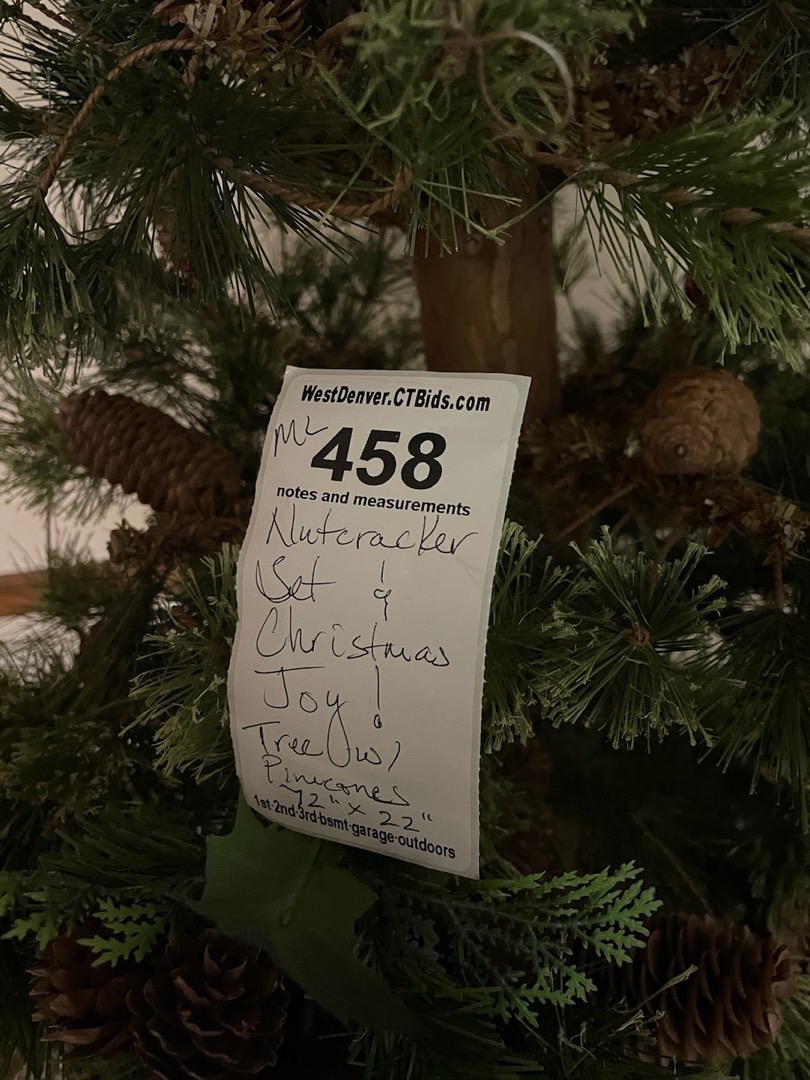 WestDenver.CTBids.com
ML
458
notes and measurements
Nutcracker
Set &
Christmas
Joy!
Tree w/
Pinecones
72" x 22"
1st·2nd·3rd·bsmt·garage·outdoors